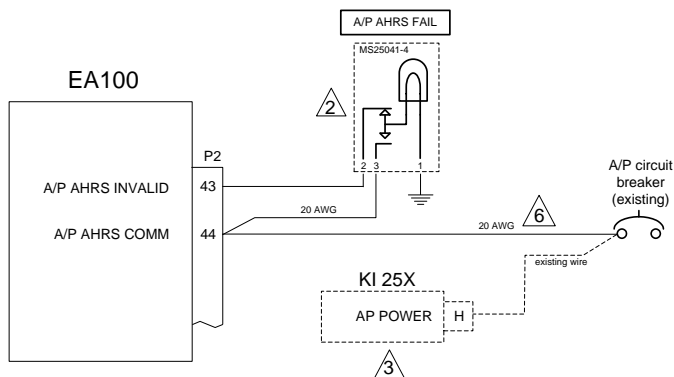 A/P AHRS FAIL
MS25041-4
EA100
2
P2
2 3 1
A/P AHRS INVALID 43
20 AWG
A/P AHRS COMM 44
20 AWG
6
A/P circuit
breaker
(existing)
existing wire
KI 25X
AP POWER H
3